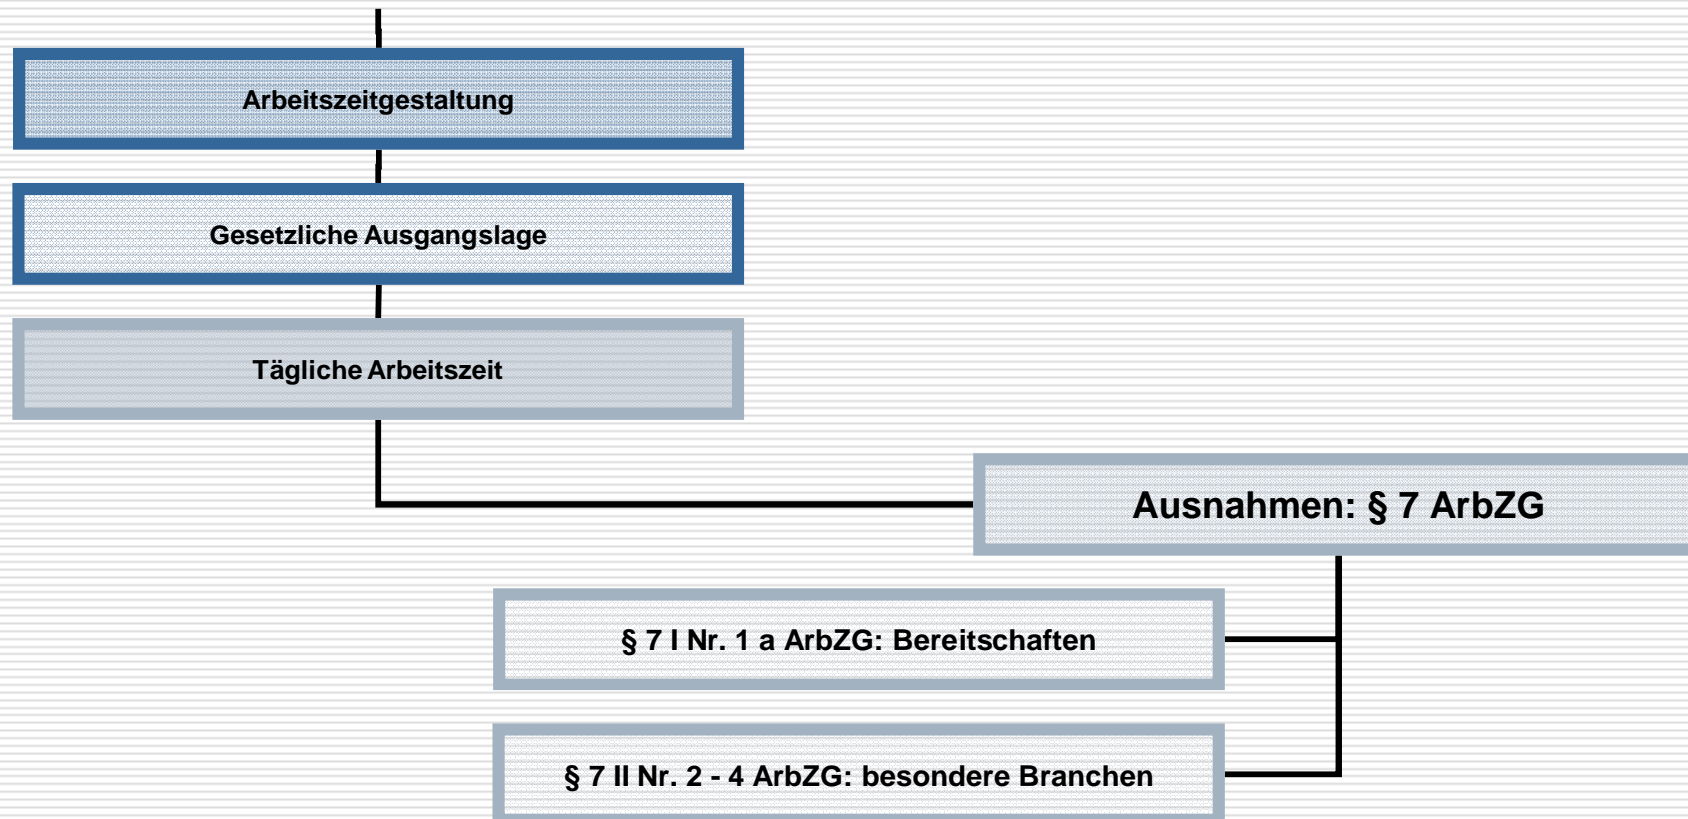 Arbeitszeitgestaltung
Gesetzliche Ausgangslage
Tägliche Arbeitszeit
Ausnahmen: § 7 ArbZG
§ 7 I Nr. 1 a ArbZG: Bereitschaften
§ 7 II Nr. 2 - 4 ArbZG: besondere Branchen